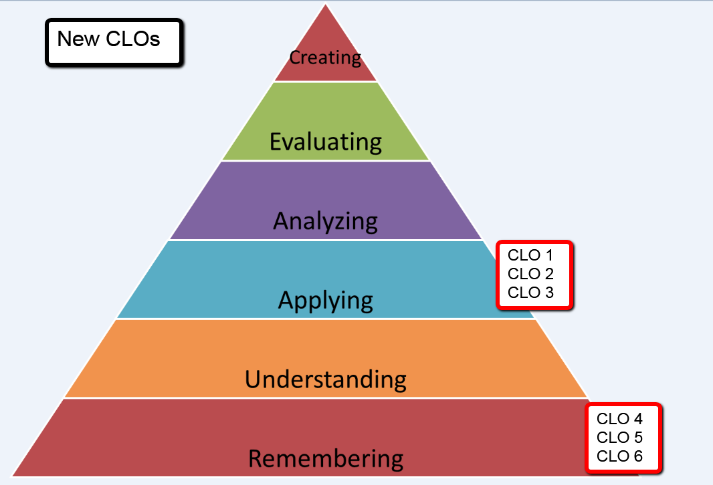 New CLOs
Creating
Evaluating
Analyzing
CLO 1
CLO 2
CLO 3
Applying
Understanding
CLO 4
CLO 5
CLO 6
Remembering